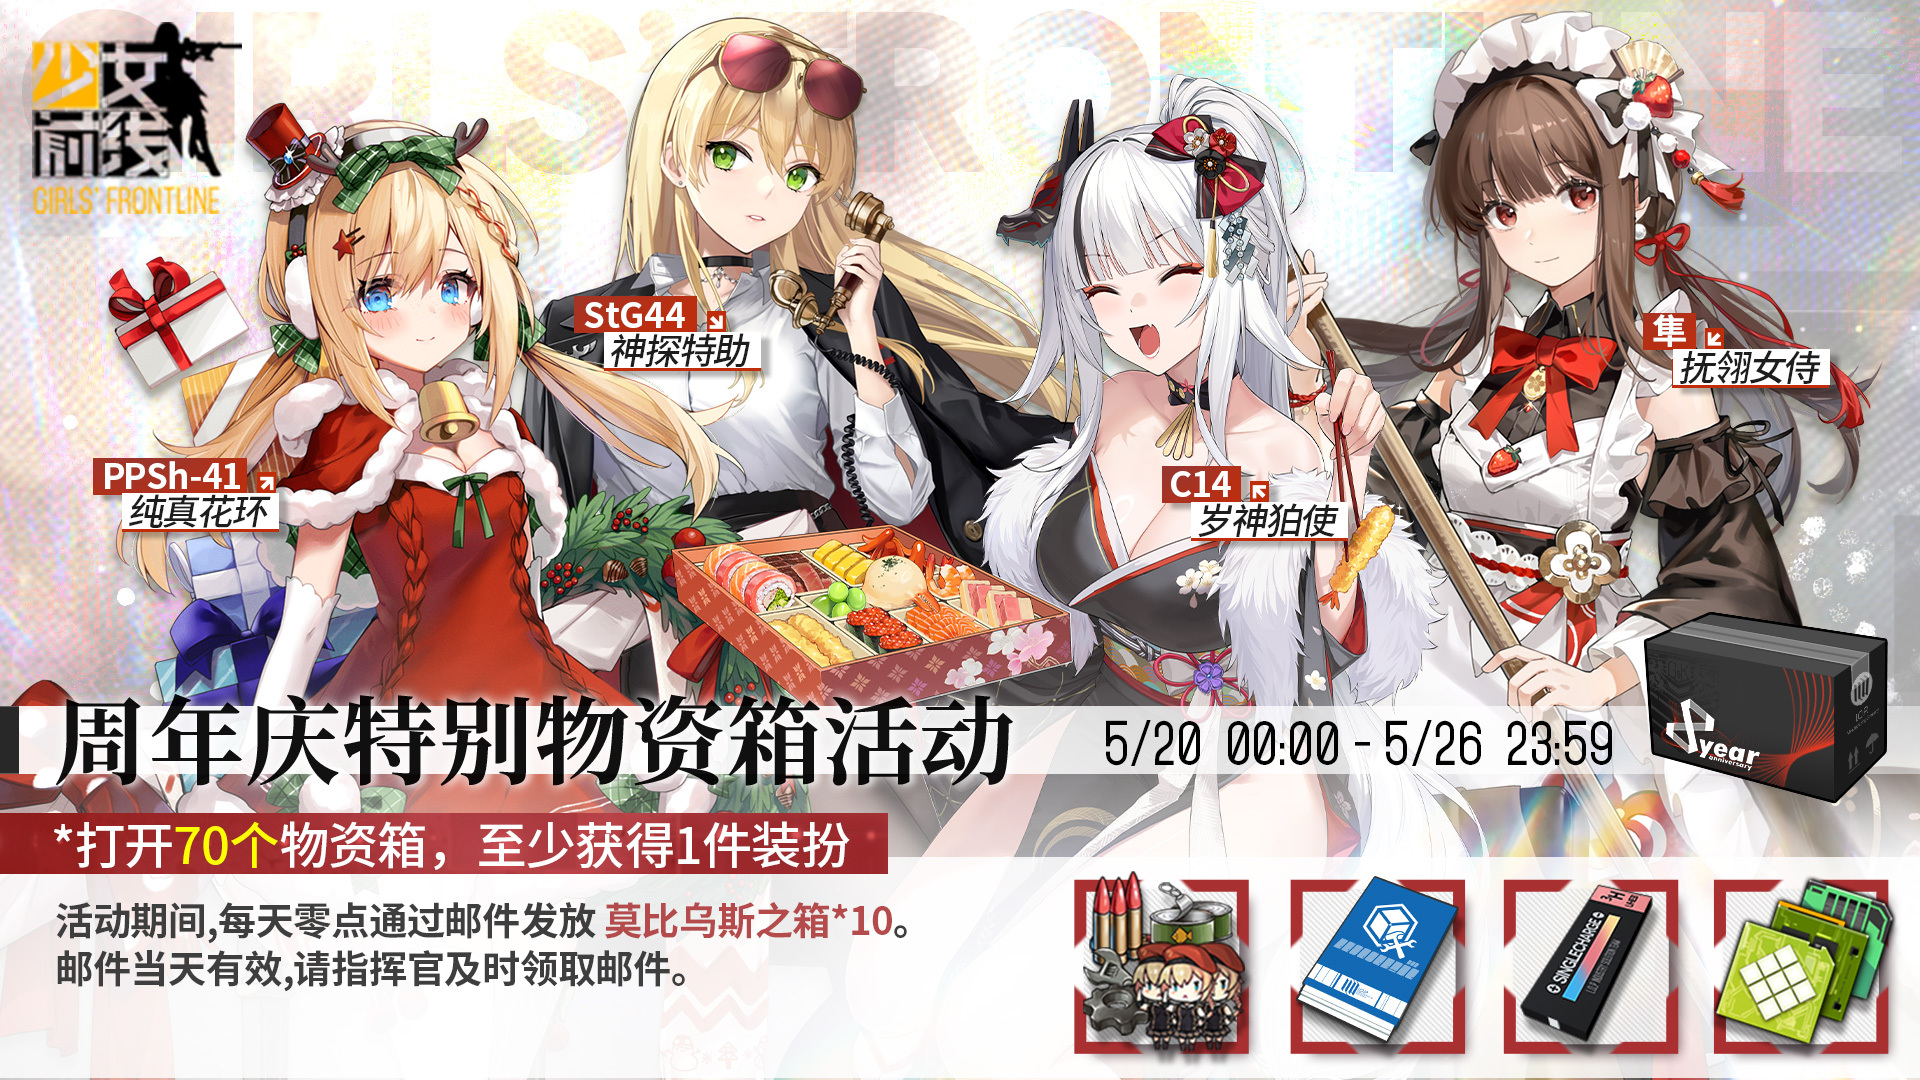 GIRLS' FRONTLINE
少女
前线
GIRLS' FRONTLINE
StG44
神探特助
隼
抚翎女侍
PPSh-41
纯真花环
C14
岁神狛使
周年庆特别物资箱活动
5/20 00:00 - 5/26 23:59
8year
anniversary
*打开70个物资箱，至少获得1件装扮
活动期间,每天零点通过邮件发放 莫比乌斯之箱*10。
邮件当天有效,请指挥官及时领取邮件。
SINGLECHARGE